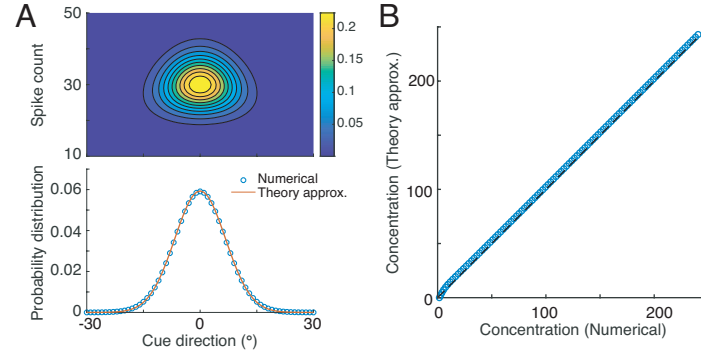 A
50
30
10
Spike count
0.2
0.15
0.1
0.05
0.06
0.04
0.02
0
Probability distribution
Numerical
Theory approx.
-30
0
30
Cue direction (°)
B
200
100
0
Concentration (Theory approx.)
0
100
200
Concentration (Numerical)